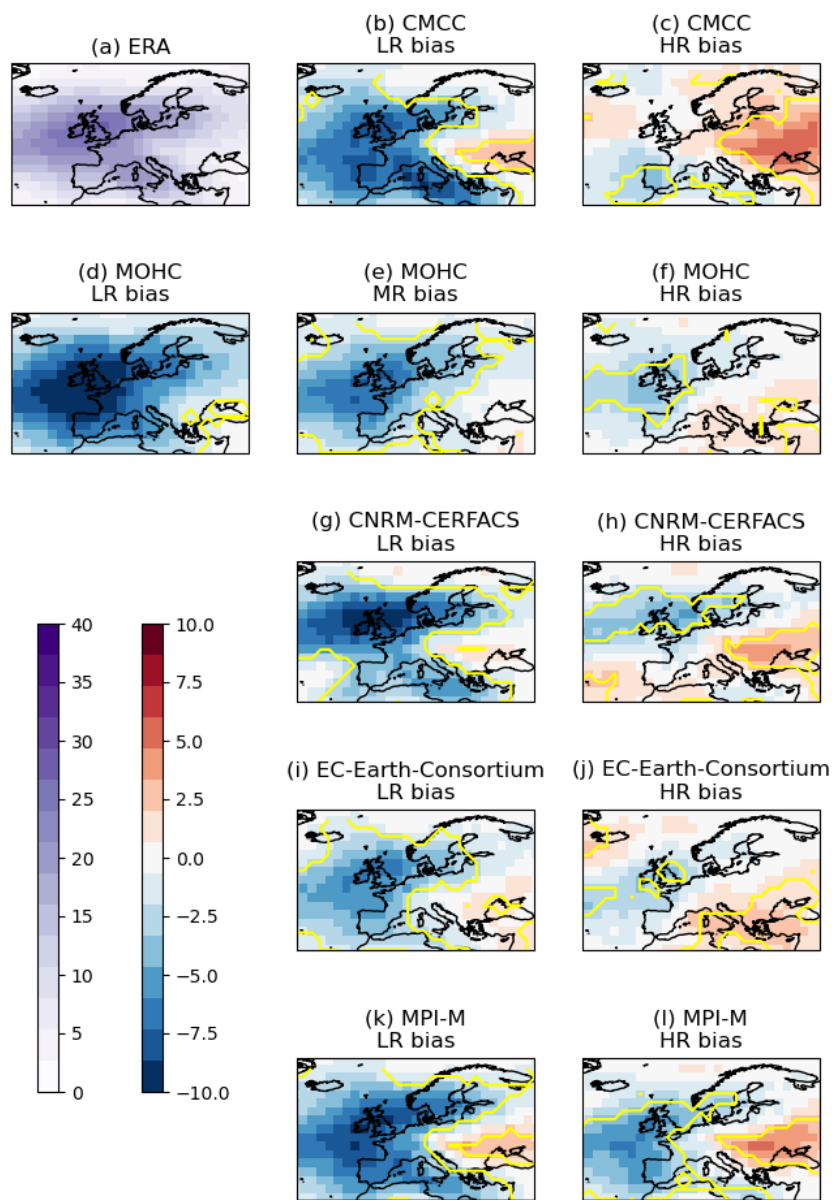 (a) ERA
(b) CMCC
LR bias
(c) CMCC
HR bias
(d) MOHC
LR bias
(e) MOHC
MR bias
(f) MOHC
HR bias
(g) CNRM-CERFACS
LR bias
(h) CNRM-CERFACS
HR bias
40
35
30
25
20
15
10
5
0
10.0
7.5
5.0
2.5
0.0
−2.5
−5.0
−7.5
−10.0
(i) EC-Earth-Consortium
LR bias
(j) EC-Earth-Consortium
HR bias
(k) MPI-M
LR bias
(l) MPI-M
HR bias